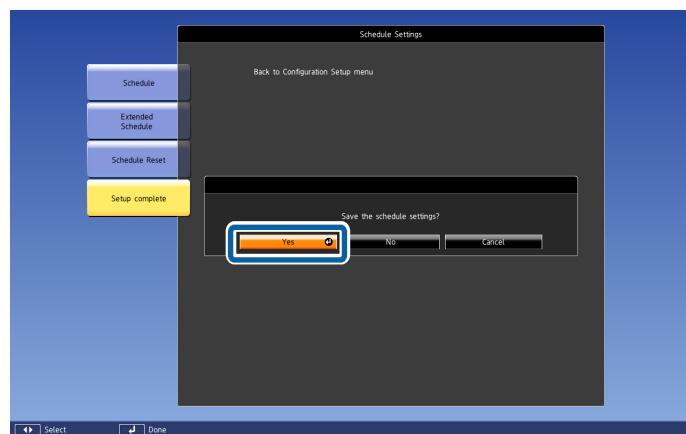 Schedule Settings
Schedule
Extended
Schedule
Schedule Reset
Setup complete
Back to Configuration Setup menu
Save the schedule settings?
Yes No Cancel
Select Done